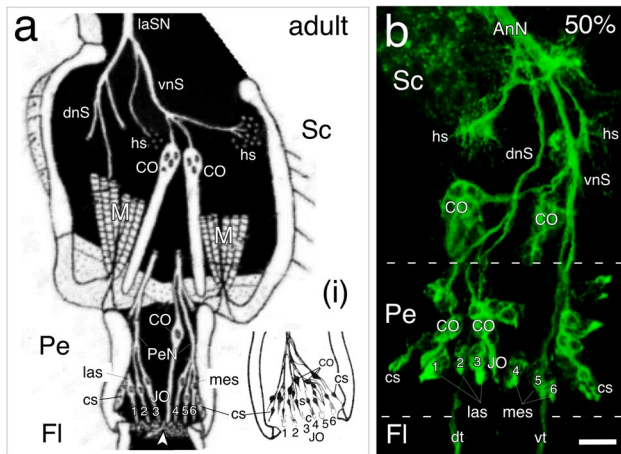 a
laSN
adult
vnS
dnS
Sc
hs
CO
CO
hs
M
M
(i)
CO
Pe
PeN
las
mes
JO
cs
cs
1 2 3 4 5 6
Fl
co
s
c
1 2 3 4 5 6
JO
b
AnN
50%
Sc
hs
hs
dnS
vnS
CO
CO
Pe
CO
CO
JO
1 2 3 4 5 6
cs
cs
las
mes
Fl
dt
vt